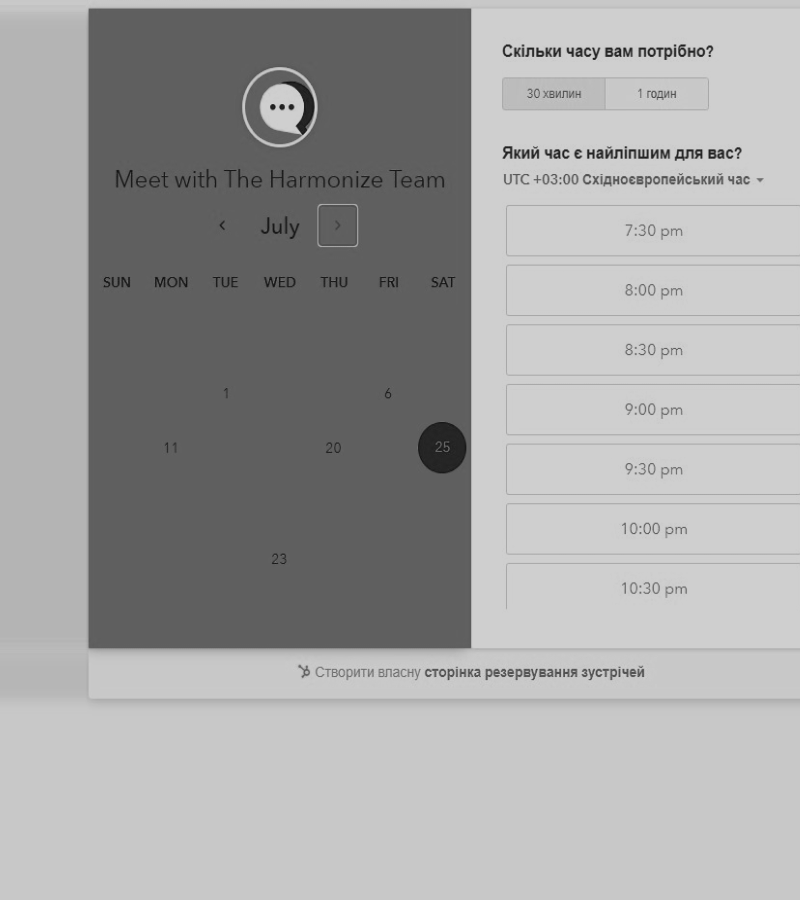 Meet with The Harmonize Team
July
SUN MON TUE WED THU FRI SAT
1 6
11 20 25
23
Скільки часу вам потрібно?
30 хвилин 1 годин
Який час є найліпшим для вас?
UTC +03:00 Східноєвропейський час
7:30 pm
8:00 pm
8:30 pm
9:00 pm
9:30 pm
10:00 pm
10:30 pm
Створити власну сторінка резервування зустрічей